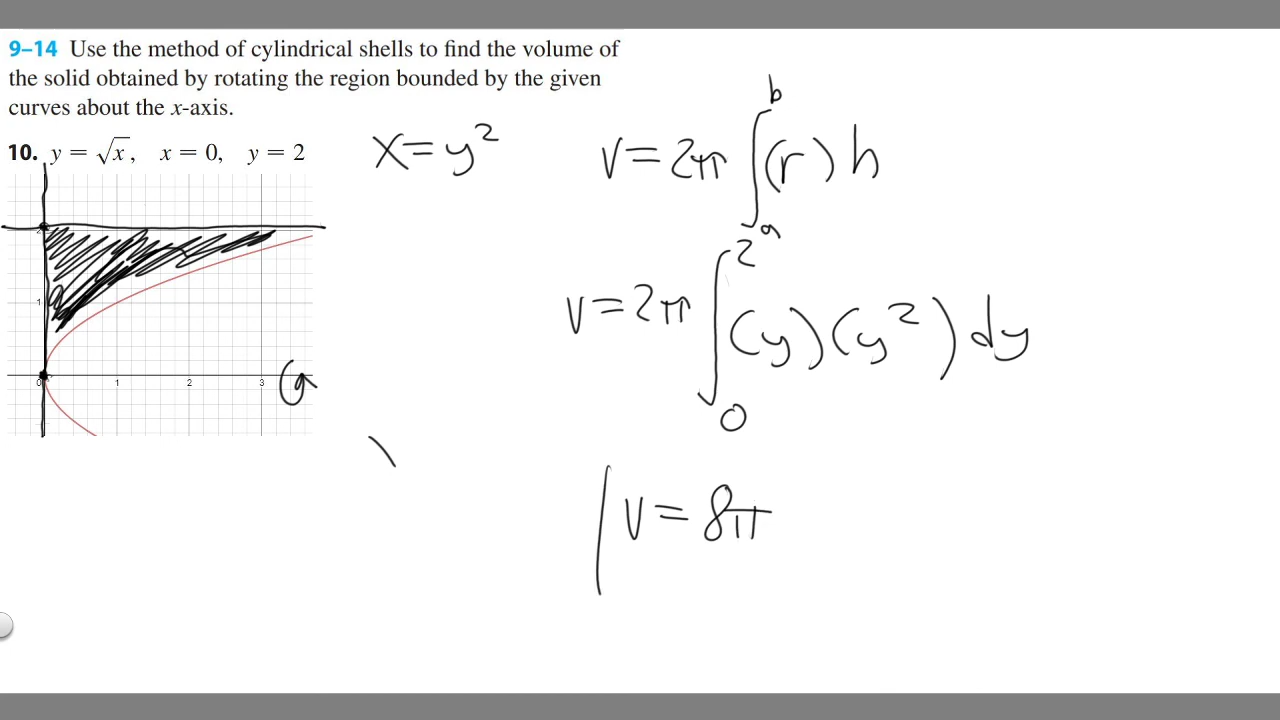 9–14 Use the method of cylindrical shells to find the volume of
the solid obtained by rotating the region bounded by the given
curves about the x-axis.
10. y = √x, x = 0, y = 2
x = y²
V = 2π ∫ₐᵇ (r) h
V = 2π ∫₀² (y)(y²) dy
V = 8π
2
1
0 1 2 3